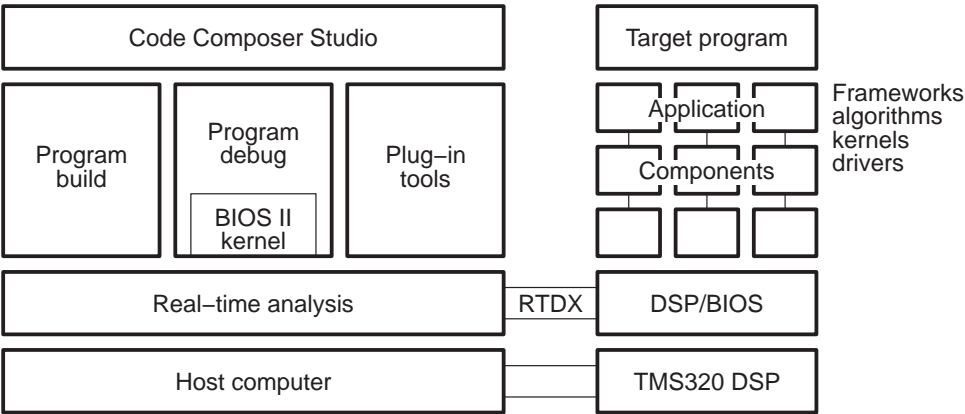 Code Composer Studio
Target program
Program
build
Program
debug
BIOS II
kernel
Plug−in
tools
Application
Components
Frameworks
algorithms
kernels
drivers
Real−time analysis
RTDX
DSP/BIOS
Host computer
TMS320 DSP